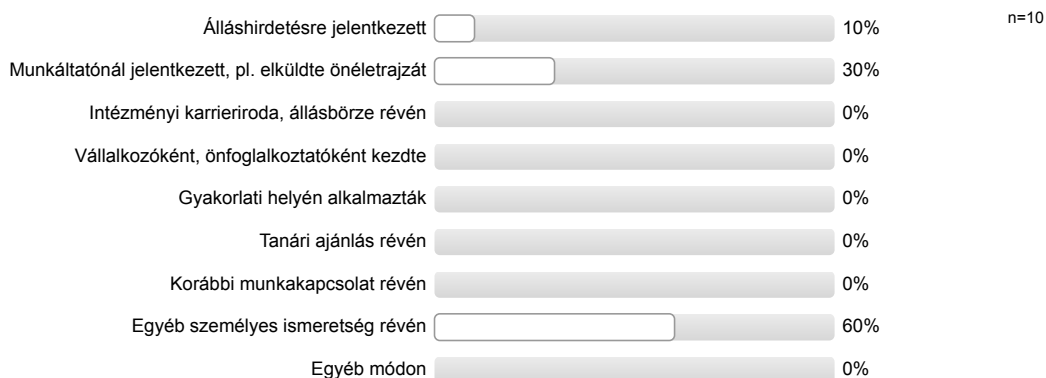 Álláshirdetésre jelentkezett 10% n=10
Munkáltatónál jelentkezett, pl. elküldte önéletrajzát 30%
Intézményi karrieriroda, állásbörze révén 0%
Vállalkozóként, önfoglalkoztatóként kezdte 0%
Gyakorlati helyén alkalmazták 0%
Tanári ajánlás révén 0%
Korábbi munkakapcsolat révén 0%
Egyéb személyes ismeretség révén 60%
Egyéb módon 0%